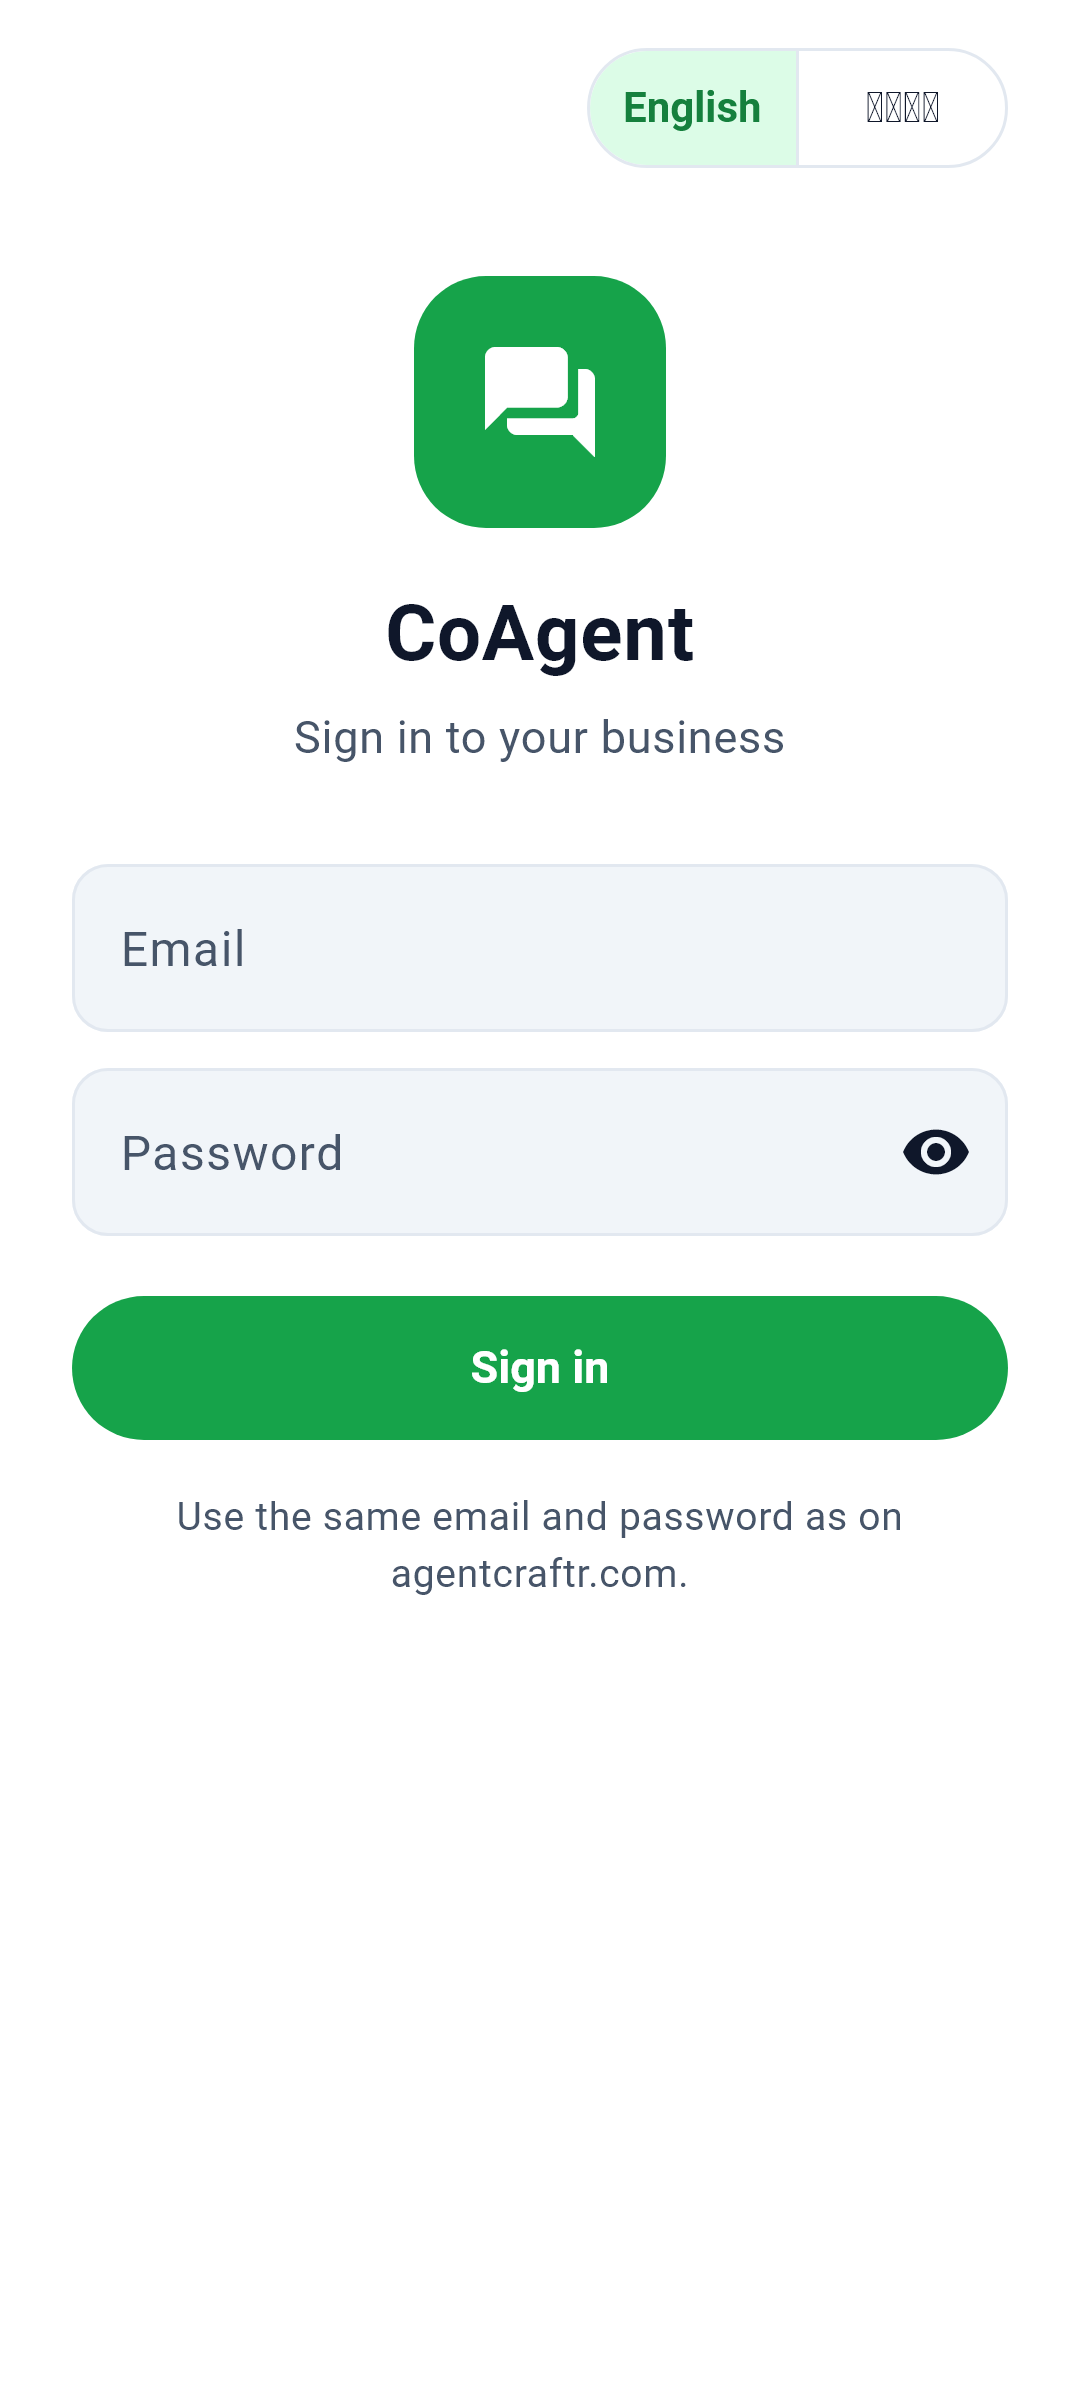 English
CoAgent
Sign in to your business
Email
Password
Sign in
Use the same email and password as on
agentcraftr.com.